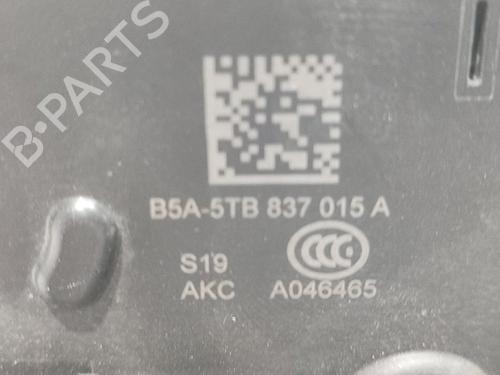 B-PARTS
B5A-5TB 837 015 A
S19
CCC
AKC A046465